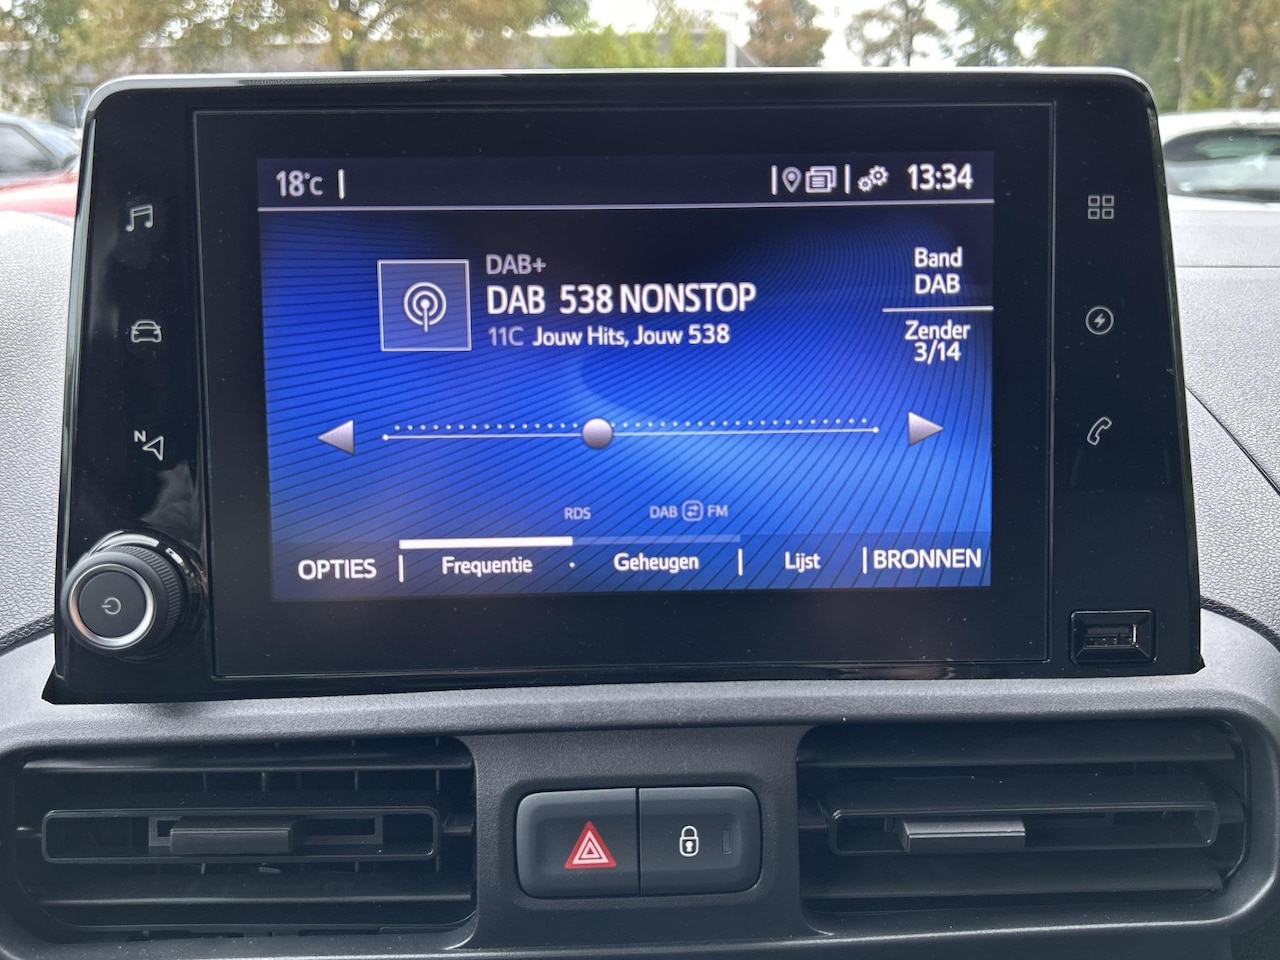 18°C
13:34
DAB+
DAB 538 NONSTOP
11C Jouw Hits, Jouw 538
Band
DAB
Zender
3/14
N
RDS
DAB FM
OPTIES
Frequentie
Geheugen
Lijst
BRONNEN